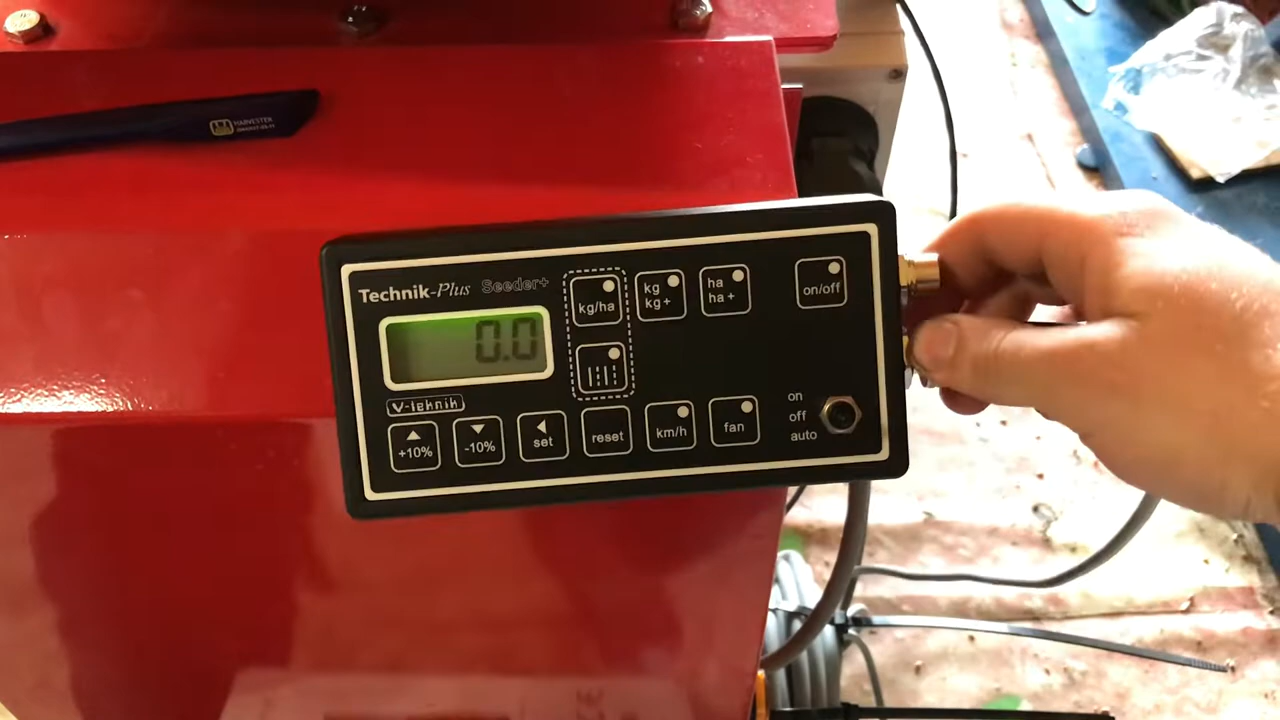 HARVESTER
Technik-Plus Seeder+
0.0
V-tehnik
kg/ha
kg
kg+
ha
ha+
on/off
+10%
-10%
set
reset
km/h
fan
on
off
auto